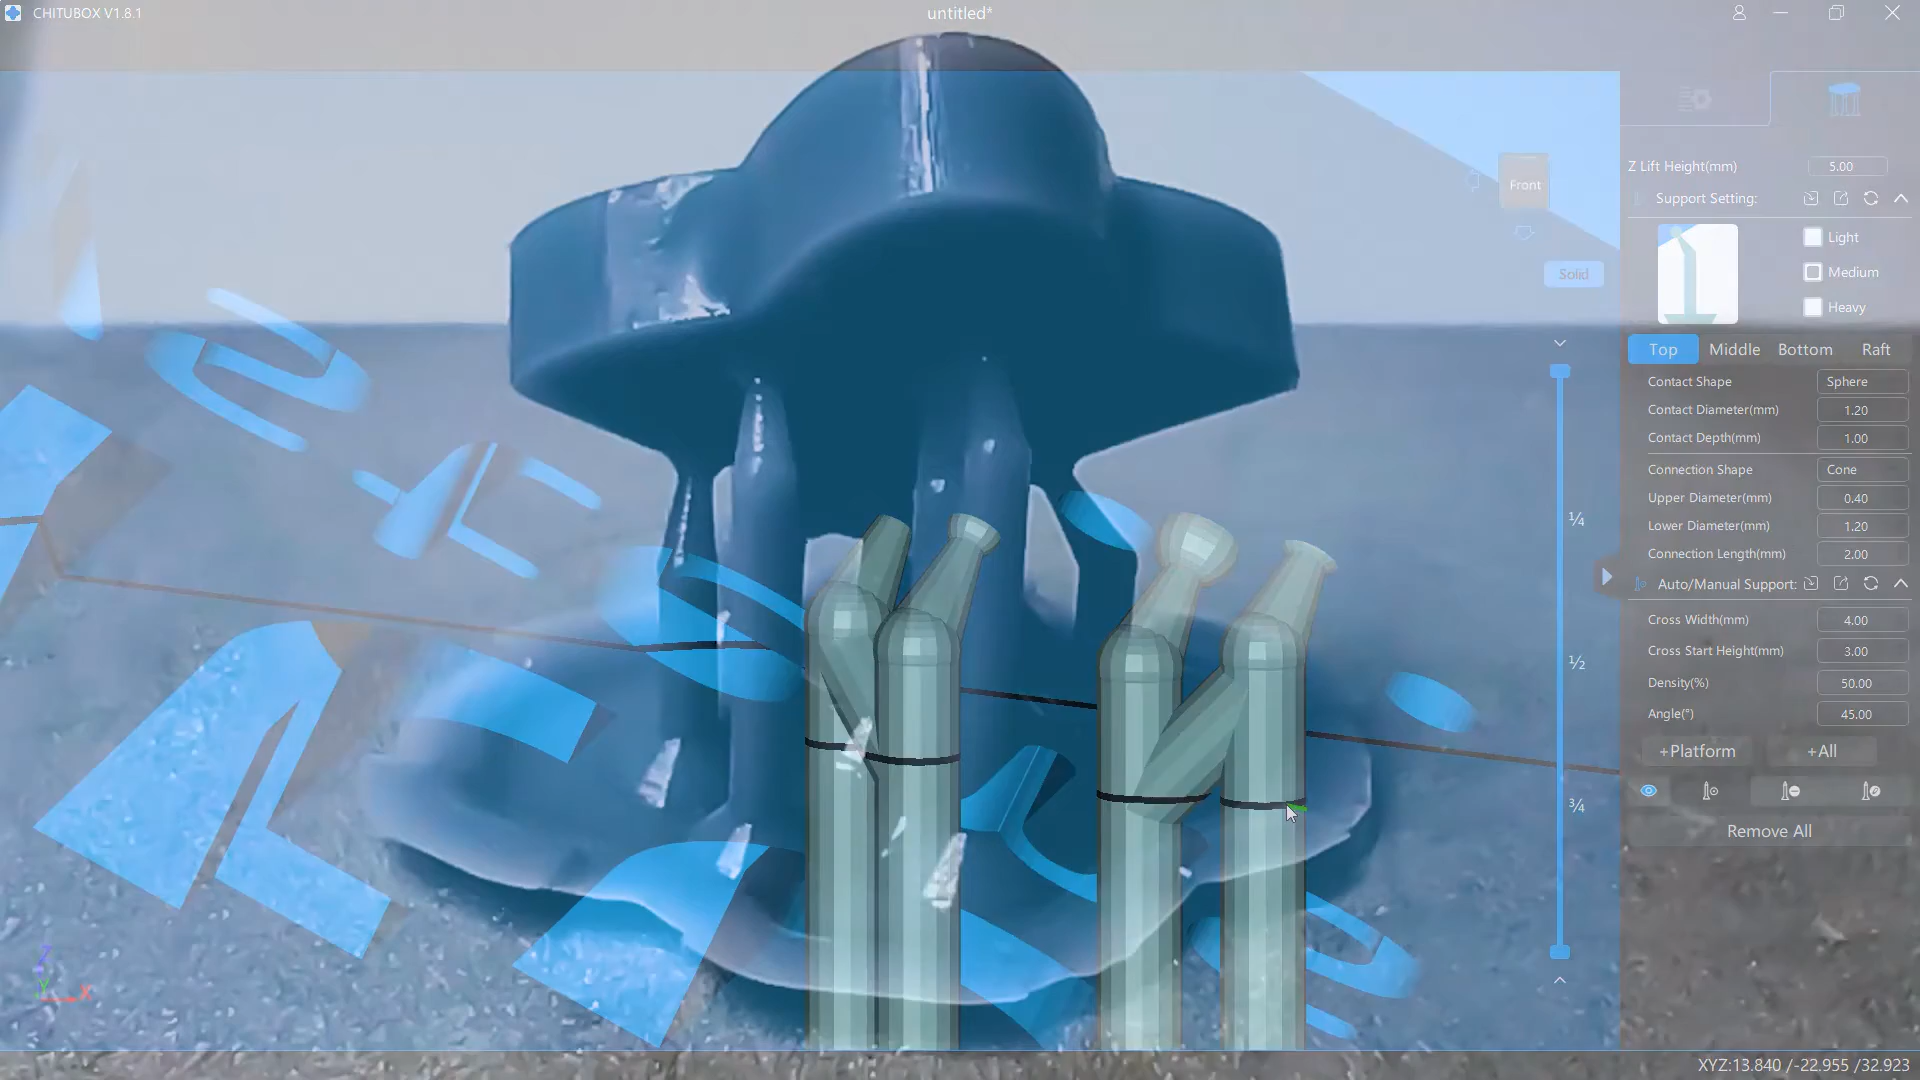 CHITUBOX V1.8.1
untitled*
Front
Solid
Z Lift Height(mm) 5.00
Support Setting:
Light
Medium
Heavy
Top Middle Bottom Raft
Contact Shape Sphere
Contact Diameter(mm) 1.20
Contact Depth(mm) 1.00
Connection Shape Cone
Upper Diameter(mm) 0.40
Lower Diameter(mm) 1.20
Connection Length(mm) 2.00
Auto/Manual Support:
Cross Width(mm) 4.00
Cross Start Height(mm) 3.00
Density(%) 50.00
Angle(°) 45.00
+Platform +All
Remove All
¼
½
¾
Z
Y
X
XYZ:13.840 /-22.955 /32.923